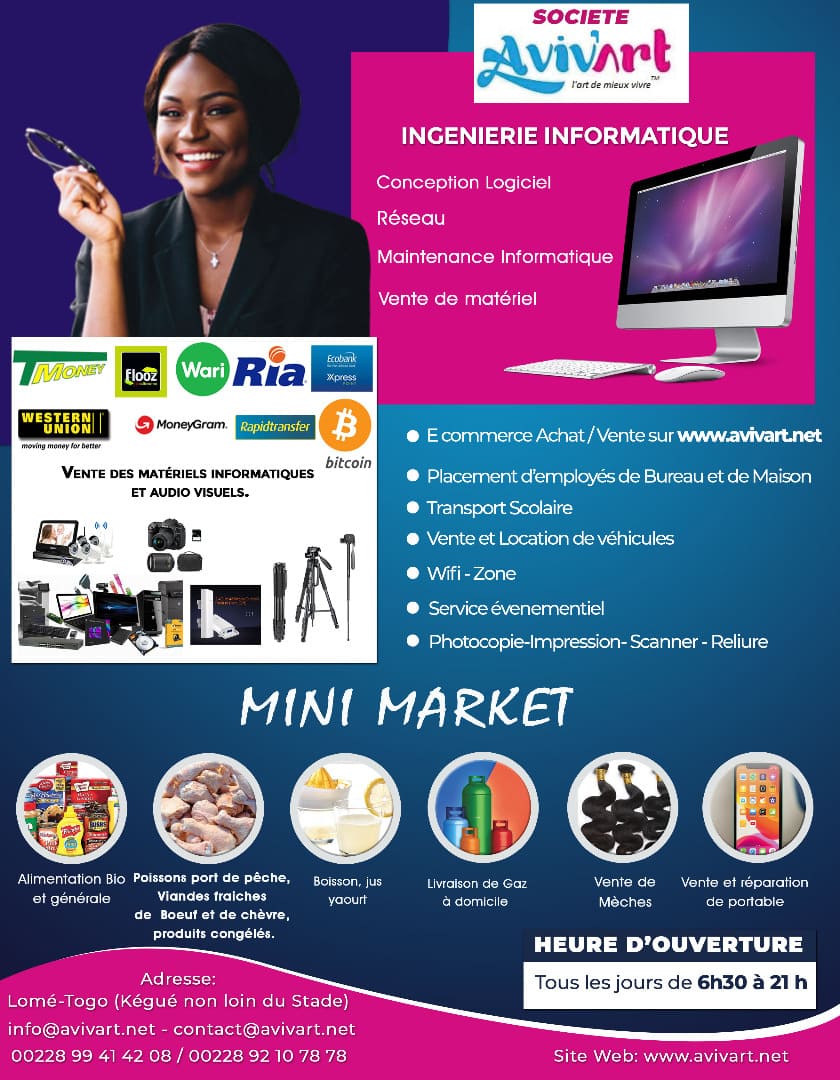 SOCIETE
Aviv'Art™
l'art de mieux vivre
INGENIERIE INFORMATIQUE
Conception Logiciel
Réseau
Maintenance Informatique
Vente de matériel
TMONEY
Flooz
Wari
Ria
Ecobank
Xpress
POINT
WESTERN
UNION
moving money for better
MoneyGram.
Rapidtransfer
bitcoin
VENTE DES MATÉRIELS INFORMATIQUES
ET AUDIO VISUELS.
E commerce Achat / Vente sur www.avivart.net
Placement d'employés de Bureau et de Maison
Transport Scolaire
Vente et Location de véhicules
Wifi - Zone
Service évenementiel
Photocopie-Impression- Scanner - Reliure
MINI MARKET
Alimentation Bio
et générale
Poissons port de pêche,
Viandes fraiches
de Boeuf et de chèvre,
produits congélés.
Boisson, jus
yaourt
Livraison de Gaz
à domicile
Vente de
Mèches
Vente et réparation
de portable
HEURE D'OUVERTURE
Tous les jours de 6h30 à 21 h
Adresse:
Lomé-Togo (Kégué non loin du Stade)
info@avivart.net - contact@avivart.net
00228 99 41 42 08 / 00228 92 10 78 78
Site Web: www.avivart.net